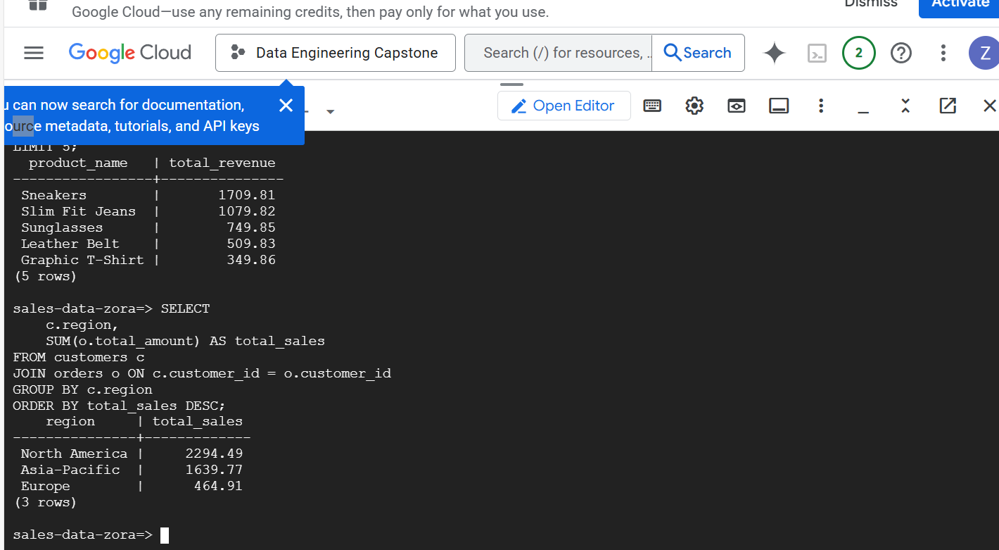 Google Cloud—use any remaining credits, then pay only for what you use.
Dismiss
Activate
Google Cloud
Data Engineering Capstone
Search (/) for resources, ..
Search
2
Z
can now search for documentation,
ource metadata, tutorials, and API keys
Open Editor
LIMIT 5;
product_name | total_revenue
-----------------+---------------
Sneakers | 1709.81
Slim Fit Jeans | 1079.82
Sunglasses | 749.85
Leather Belt | 509.83
Graphic T-Shirt | 349.86
(5 rows)
sales-data-zora=> SELECT
c.region,
SUM(o.total_amount) AS total_sales
FROM customers c
JOIN orders o ON c.customer_id = o.customer_id
GROUP BY c.region
ORDER BY total_sales DESC;
region | total_sales
---------------+-------------
North America | 2294.49
Asia-Pacific | 1639.77
Europe | 464.91
(3 rows)
sales-data-zora=>